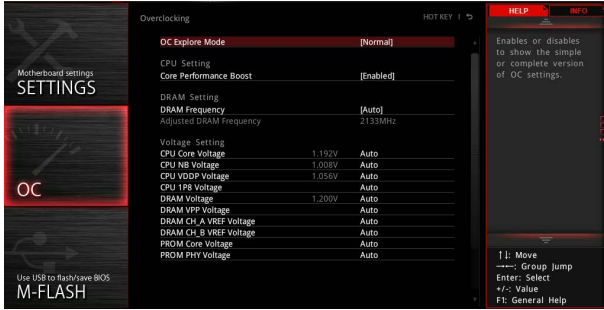 Overclocking
HOT KEY |
HELP
INFO
OC Explore Mode [Normal]
CPU Setting
Core Performance Boost [Enabled]
DRAM Setting
DRAM Frequency [Auto]
Adjusted DRAM Frequency 2133MHz
Voltage Setting
CPU Core Voltage 1.192V Auto
CPU NB Voltage 1.008V Auto
CPU VDDP Voltage 1.056V Auto
CPU 1P8 Voltage Auto
DRAM Voltage 1.200V Auto
DRAM VPP Voltage Auto
DRAM CH_A VREF Voltage Auto
DRAM CH_B VREF Voltage Auto
PROM Core Voltage Auto
PROM PHY Voltage Auto
Motherboard settings
SETTINGS
OC
Use USB to flash/save BIOS
M-FLASH
Enables or disables
to show the simple
or complete version
of OC settings.
↑↓: Move
→←: Group Jump
Enter: Select
+/-: Value
F1: General Help